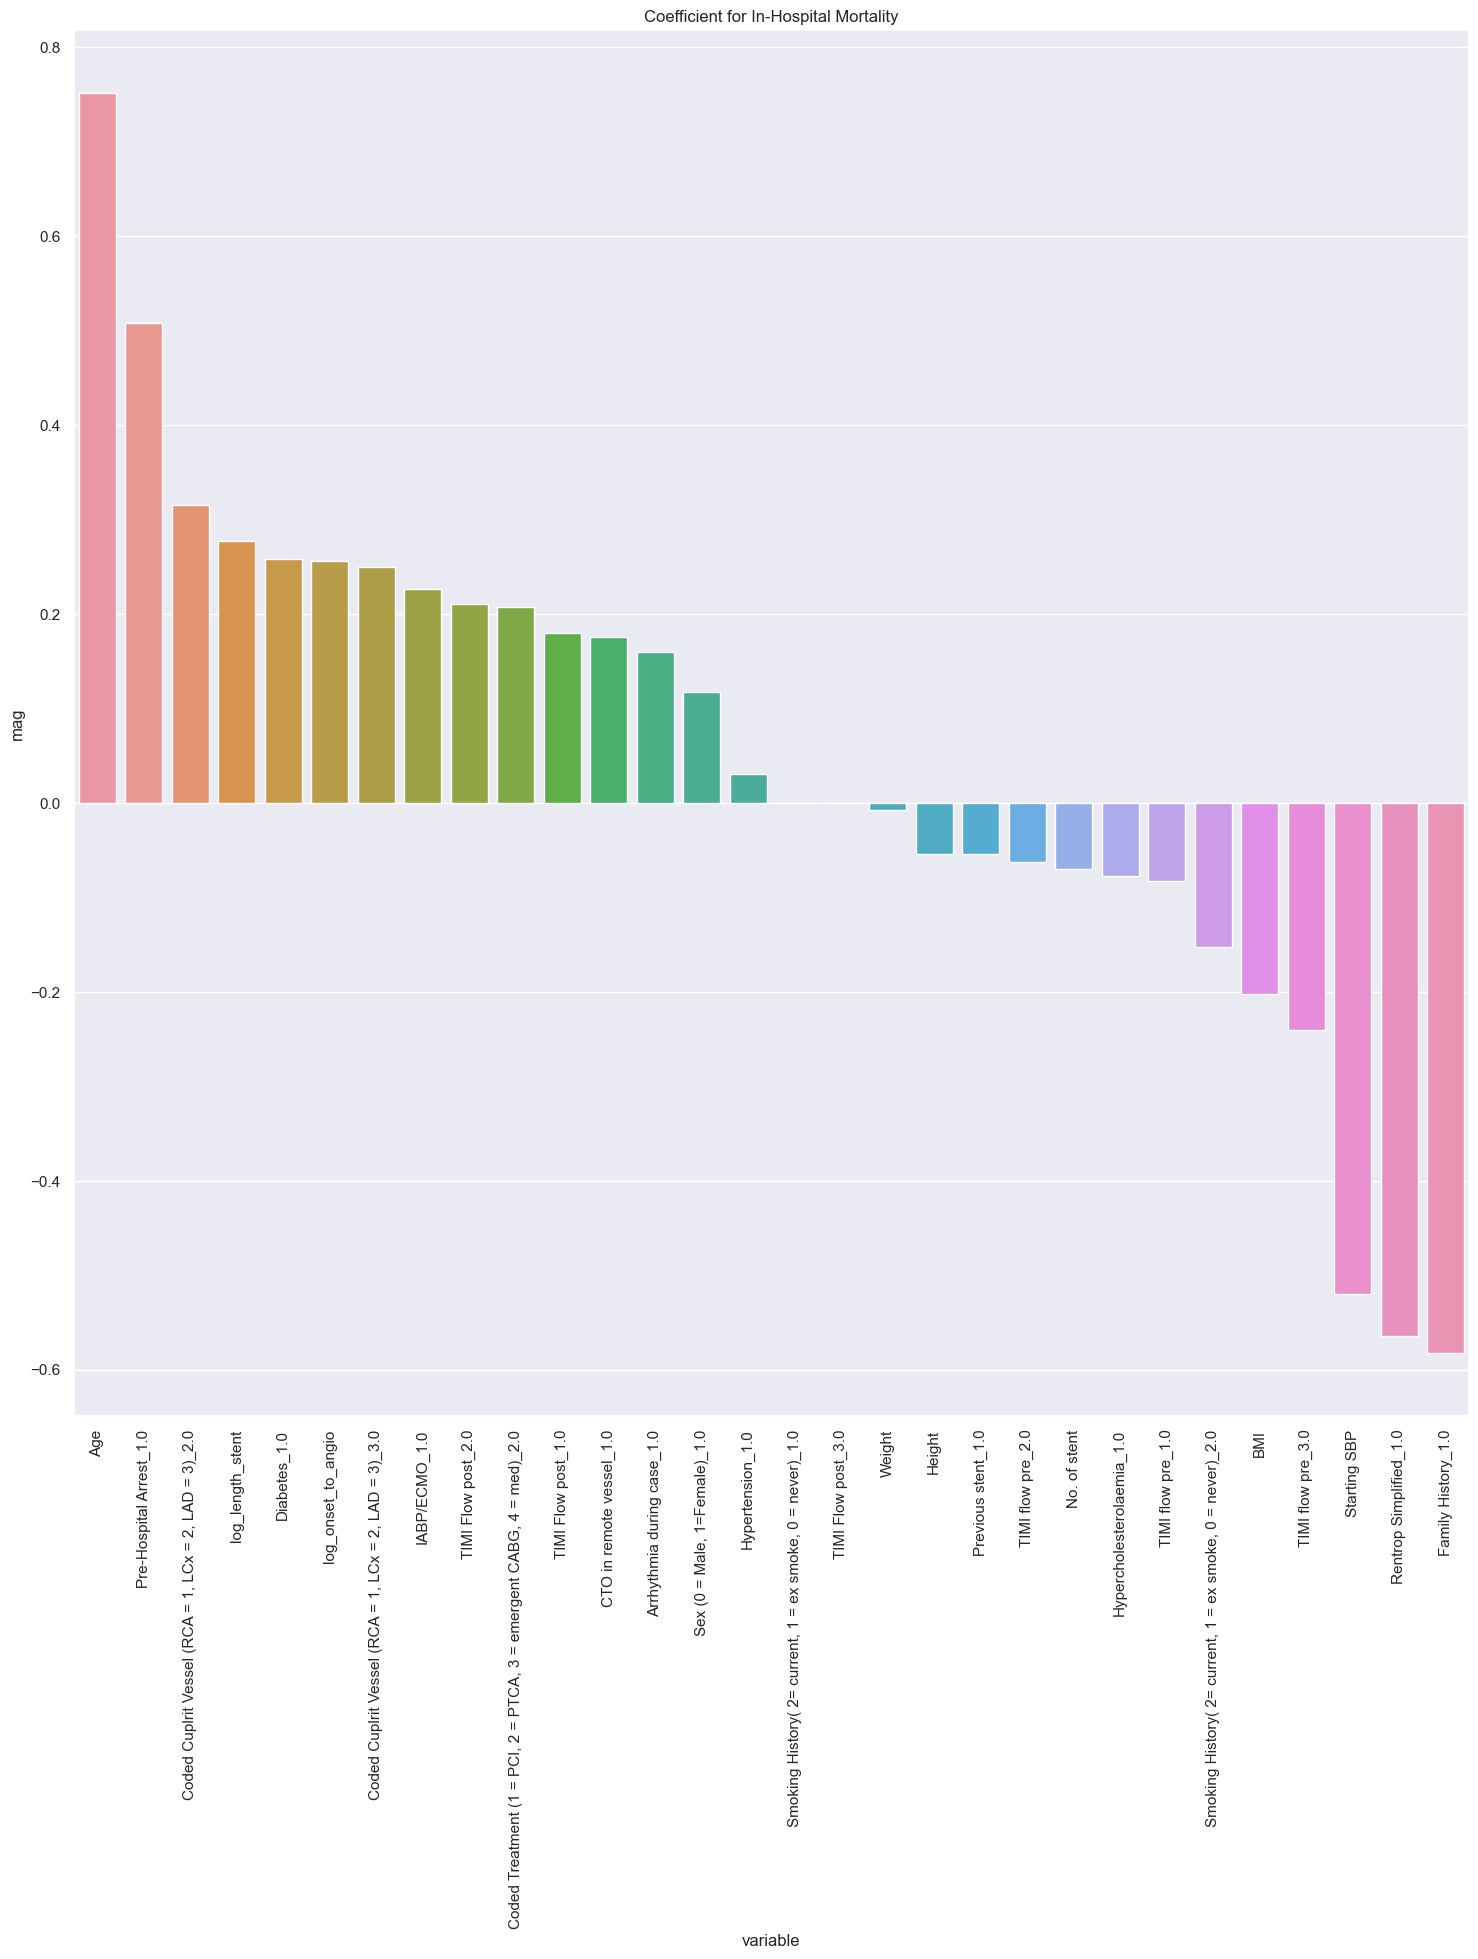 Coefficient for In-Hospital Mortality
0.8
0.6
0.4
0.2
0.0
−0.2
−0.4
−0.6
mag
Age
Pre-Hospital Arrest_1.0
Coded Cuplrit Vessel (RCA = 1, LCx = 2, LAD = 3)_2.0
log_length_stent
Diabetes_1.0
log_onset_to_angio
Coded Cuplrit Vessel (RCA = 1, LCx = 2, LAD = 3)_3.0
IABP/ECMO_1.0
TIMI Flow post_2.0
Coded Treatment (1 = PCI, 2 = PTCA, 3 = emergent CABG, 4 = med)_2.0
TIMI Flow post_1.0
CTO in remote vessel_1.0
Arrhythmia during case_1.0
Sex (0 = Male, 1=Female)_1.0
Hypertension_1.0
Smoking History( 2= current, 1 = ex smoke, 0 = never)_1.0
TIMI Flow post_3.0
Weight
Height
Previous stent_1.0
TIMI flow pre_2.0
No. of stent
Hypercholesterolaemia_1.0
TIMI flow pre_1.0
Smoking History( 2= current, 1 = ex smoke, 0 = never)_2.0
BMI
TIMI flow pre_3.0
Starting SBP
Rentrop Simplified_1.0
Family History_1.0
variable